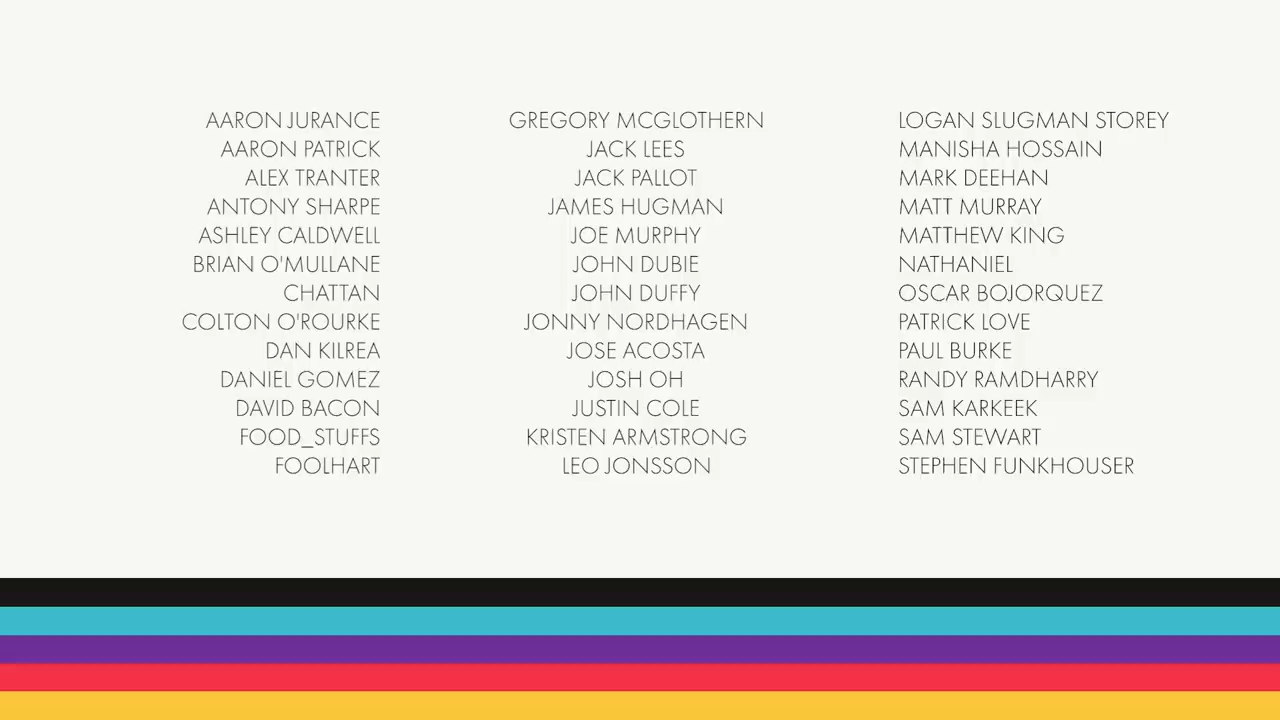 AARON JURANCE
AARON PATRICK
ALEX TRANTER
ANTONY SHARPE
ASHLEY CALDWELL
BRIAN O'MULLANE
CHATTAN
COLTON O'ROURKE
DAN KILREA
DANIEL GOMEZ
DAVID BACON
FOOD_STUFFS
FOOLHART
GREGORY MCGLOTHERN
JACK LEES
JACK PALLOT
JAMES HUGMAN
JOE MURPHY
JOHN DUBIE
JOHN DUFFY
JONNY NORDHAGEN
JOSE ACOSTA
JOSH OH
JUSTIN COLE
KRISTEN ARMSTRONG
LEO JONSSON
LOGAN SLUGMAN STOREY
MANISHA HOSSAIN
MARK DEEHAN
MATT MURRAY
MATTHEW KING
NATHANIEL
OSCAR BOJORQUEZ
PATRICK LOVE
PAUL BURKE
RANDY RAMDHARRY
SAM KARKEEK
SAM STEWART
STEPHEN FUNKHOUSER